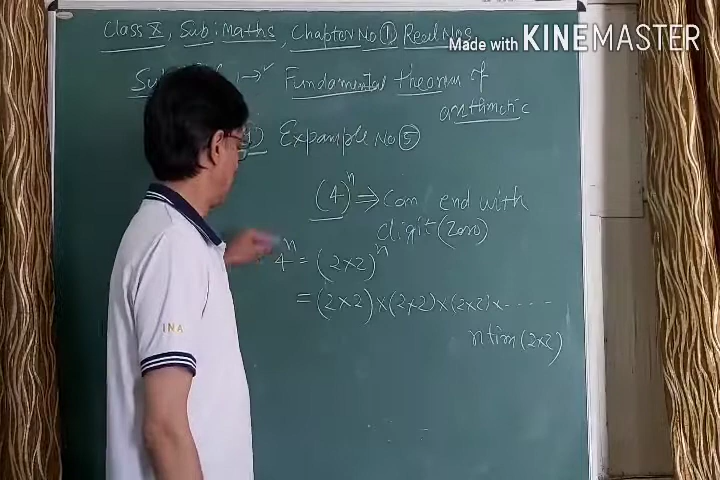 Class X, Sub: Maths, Chapter No ① Real Nos
Made with KINEMASTER
Fundamental theorem of
arithmetic
Expample No ⑤
(4)ⁿ ⇒ Can end with
digit (Zero)
4ⁿ = (2×2)ⁿ
= (2×2)×(2×2)×(2×2)×.....
n tim (2×2)
INA